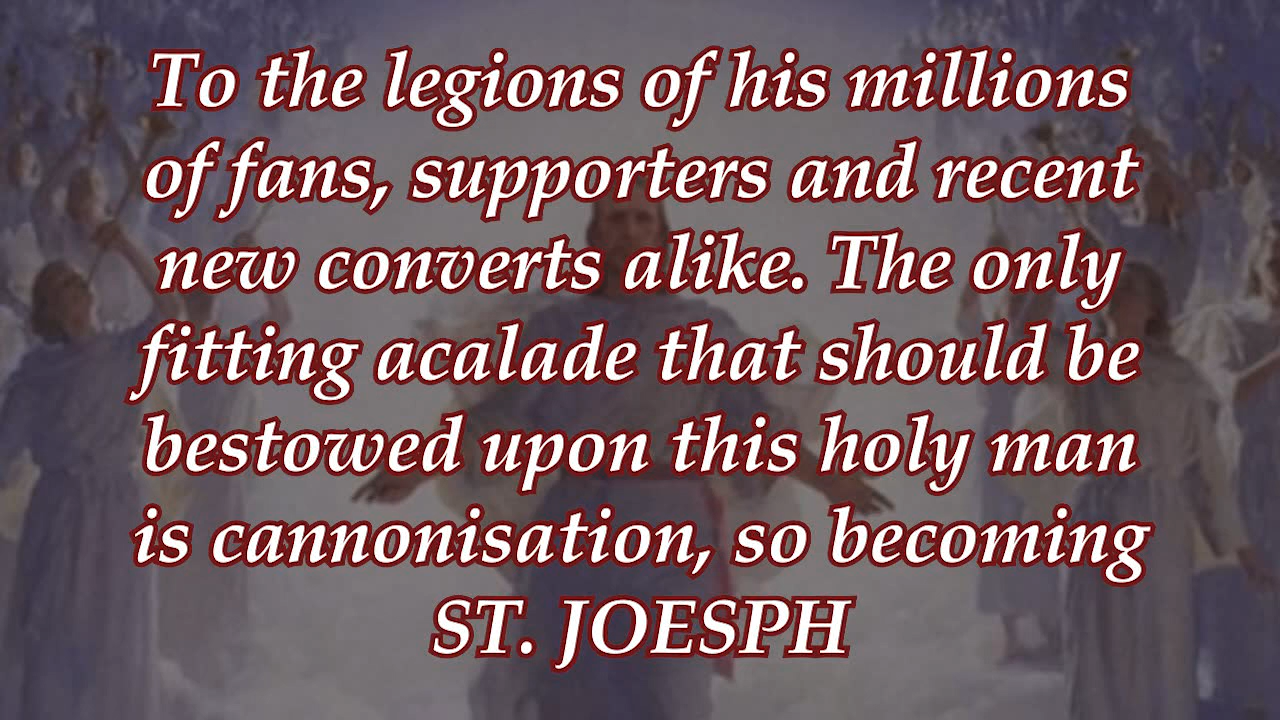 To the legions of his millions
of fans, supporters and recent
new converts alike. The only
fitting acalade that should be
bestowed upon this holy man
is cannonisation, so becoming
ST. JOESPH